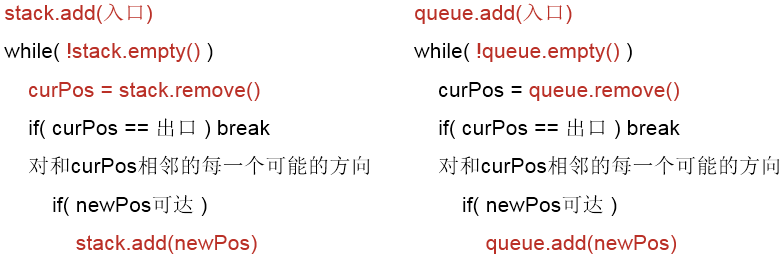 stack.add(入口)
while( !stack.empty() )
curPos = stack.remove()
if( curPos == 出口 ) break
对和curPos相邻的每一个可能的方向
if( newPos可达 )
stack.add(newPos)
queue.add(入口)
while( !queue.empty() )
curPos = queue.remove()
if( curPos == 出口 ) break
对和curPos相邻的每一个可能的方向
if( newPos可达 )
queue.add(newPos)